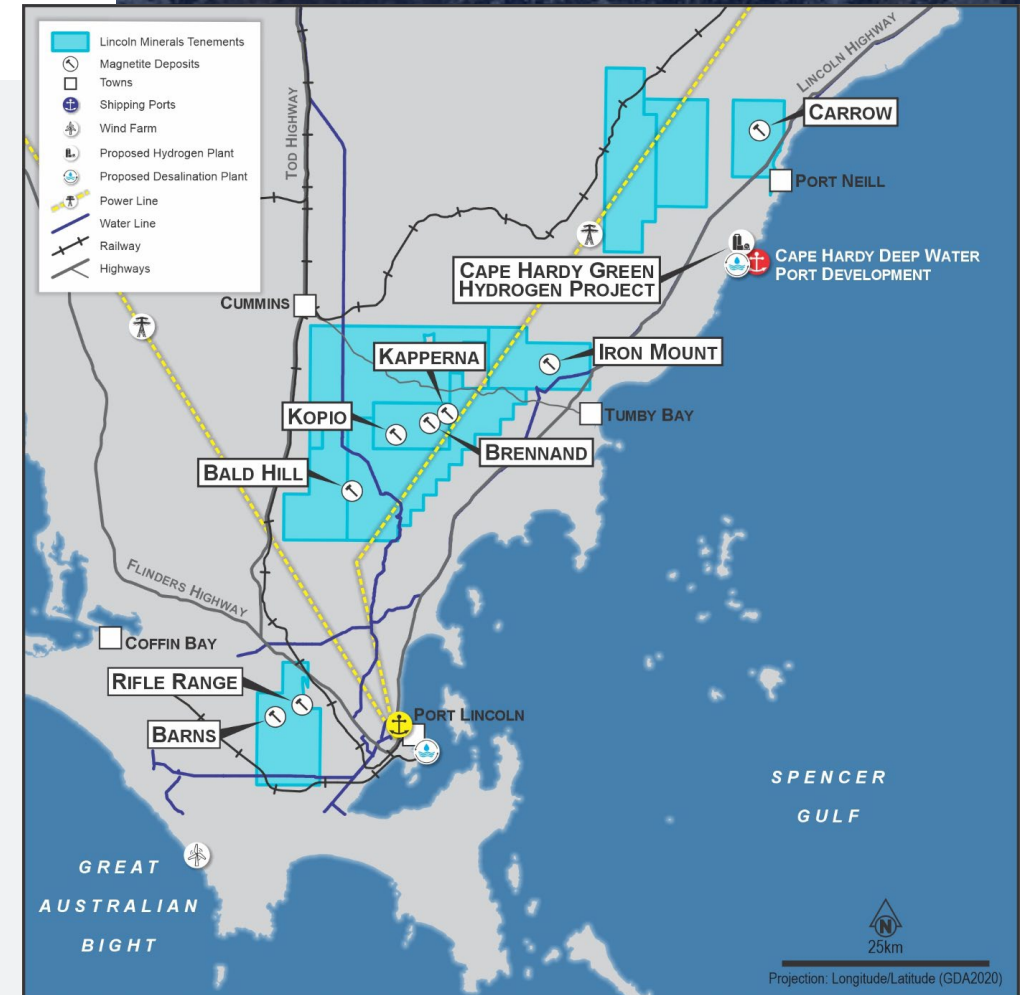 Lincoln Minerals Tenements
Magnetite Deposits
Towns
Shipping Ports
Wind Farm
Proposed Hydrogen Plant
Proposed Desalination Plant
Power Line
Water Line
Railway
Highways
TOD HIGHWAY
LINCOLN HIGHWAY
CARROW
PORT NEILL
CAPE HARDY GREEN
HYDROGEN PROJECT
CAPE HARDY DEEP WATER
PORT DEVELOPMENT
CUMMINS
KAPPERNA
IRON MOUNT
KOPIO
TUMBY BAY
BRENNAND
BALD HILL
FLINDERS HIGHWAY
COFFIN BAY
RIFLE RANGE
BARNS
PORT LINCOLN
SPENCER
GULF
GREAT
AUSTRALIAN
BIGHT
N
25km
Projection: Longitude/Latitude (GDA2020)